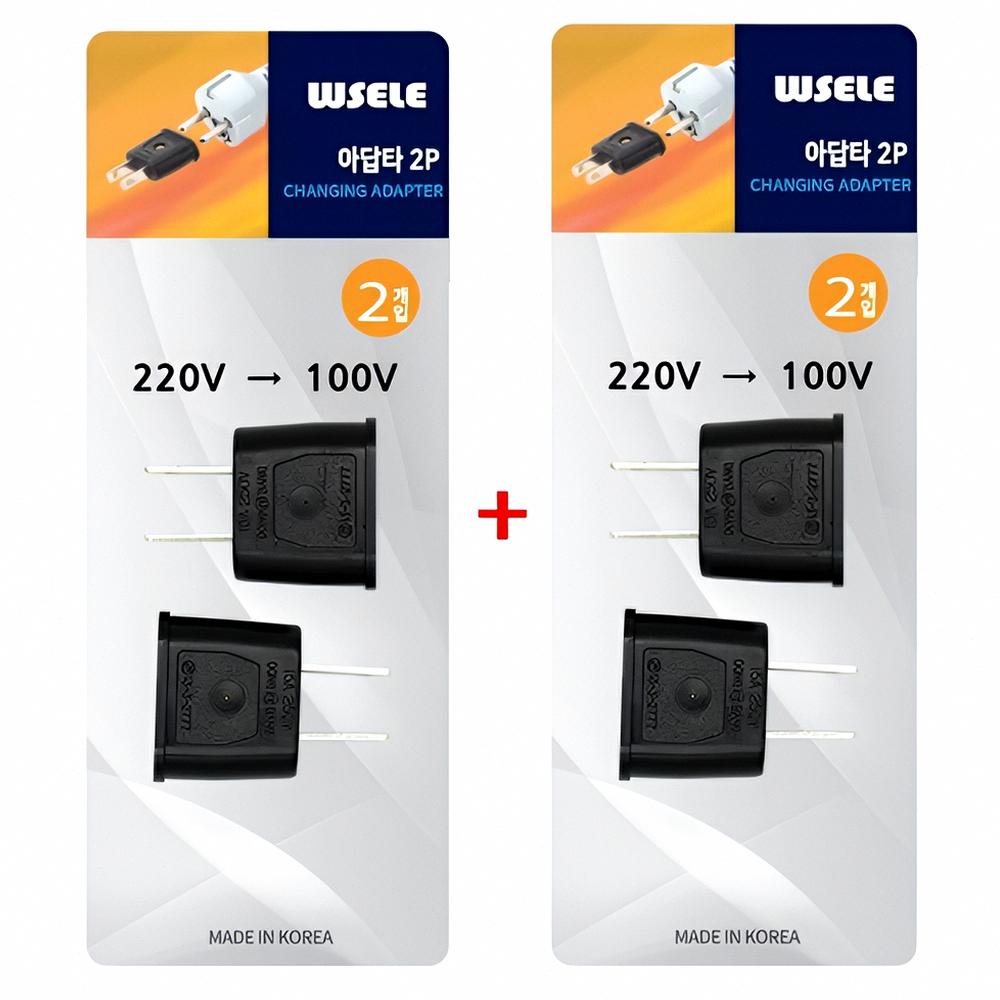 WSELE
아답타 2P
CHANGING ADAPTER
2개입
220V → 100V
MADE IN KOREA
+
WSELE
아답타 2P
CHANGING ADAPTER
2개입
220V → 100V
MADE IN KOREA